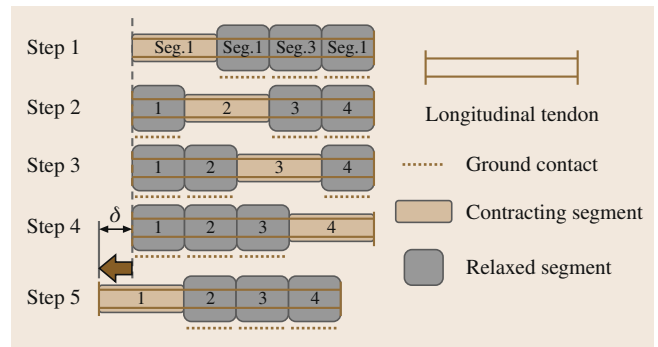 Step 1
Seg.1 Seg.1 Seg.3 Seg.1
Step 2
1 2 3 4
Longitudinal tendon
Step 3
1 2 3 4
Ground contact
Step 4
δ
1 2 3 4
Contracting segment
Relaxed segment
Step 5
1 2 3 4